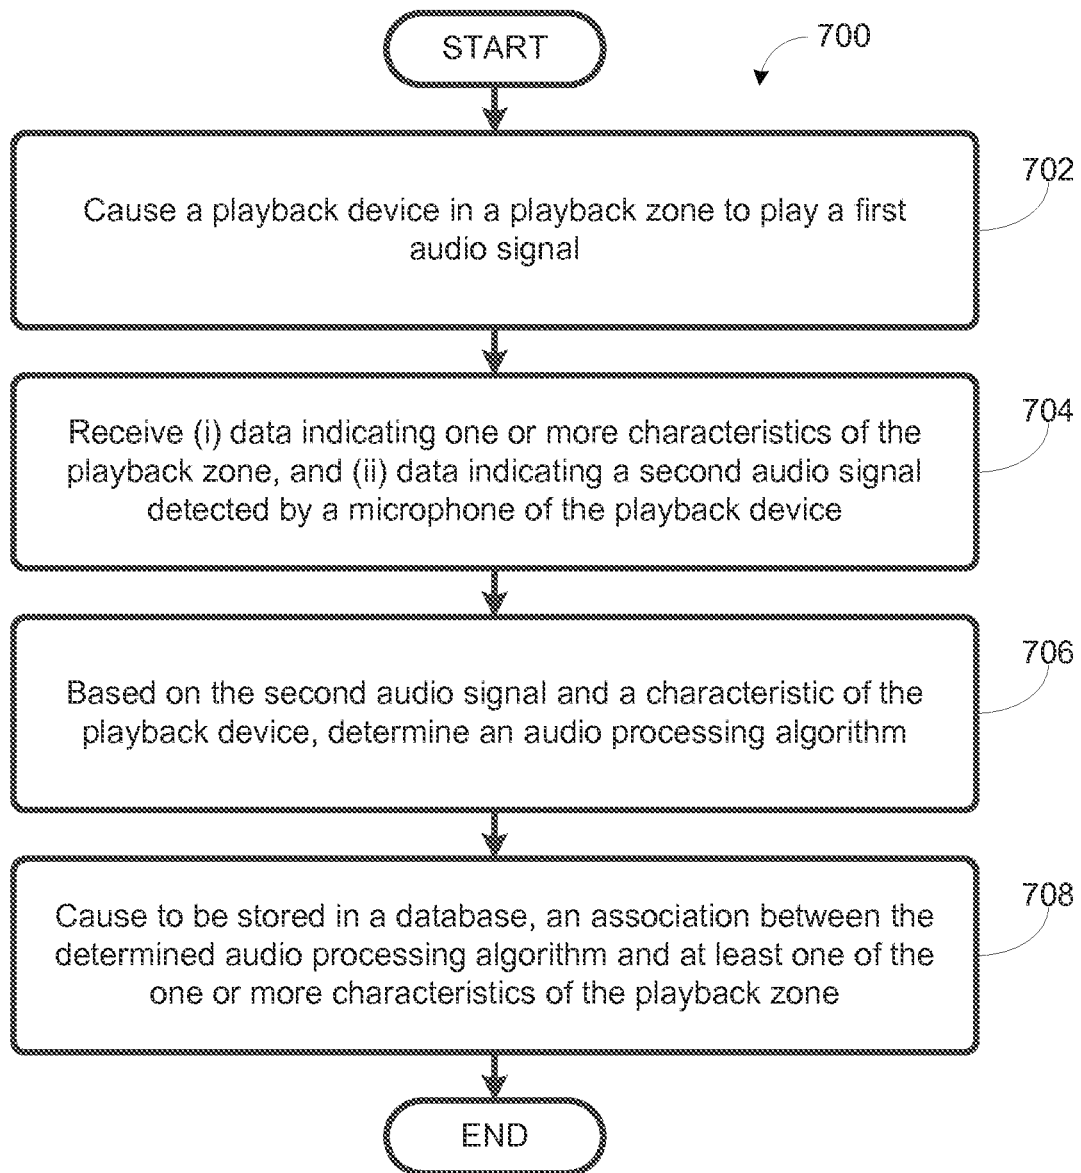 START
700
Cause a playback device in a playback zone to play a first
audio signal
702
Receive (i) data indicating one or more characteristics of the
playback zone, and (ii) data indicating a second audio signal
detected by a microphone of the playback device
704
Based on the second audio signal and a characteristic of the
playback device, determine an audio processing algorithm
706
Cause to be stored in a database, an association between the
determined audio processing algorithm and at least one of the
one or more characteristics of the playback zone
708
END